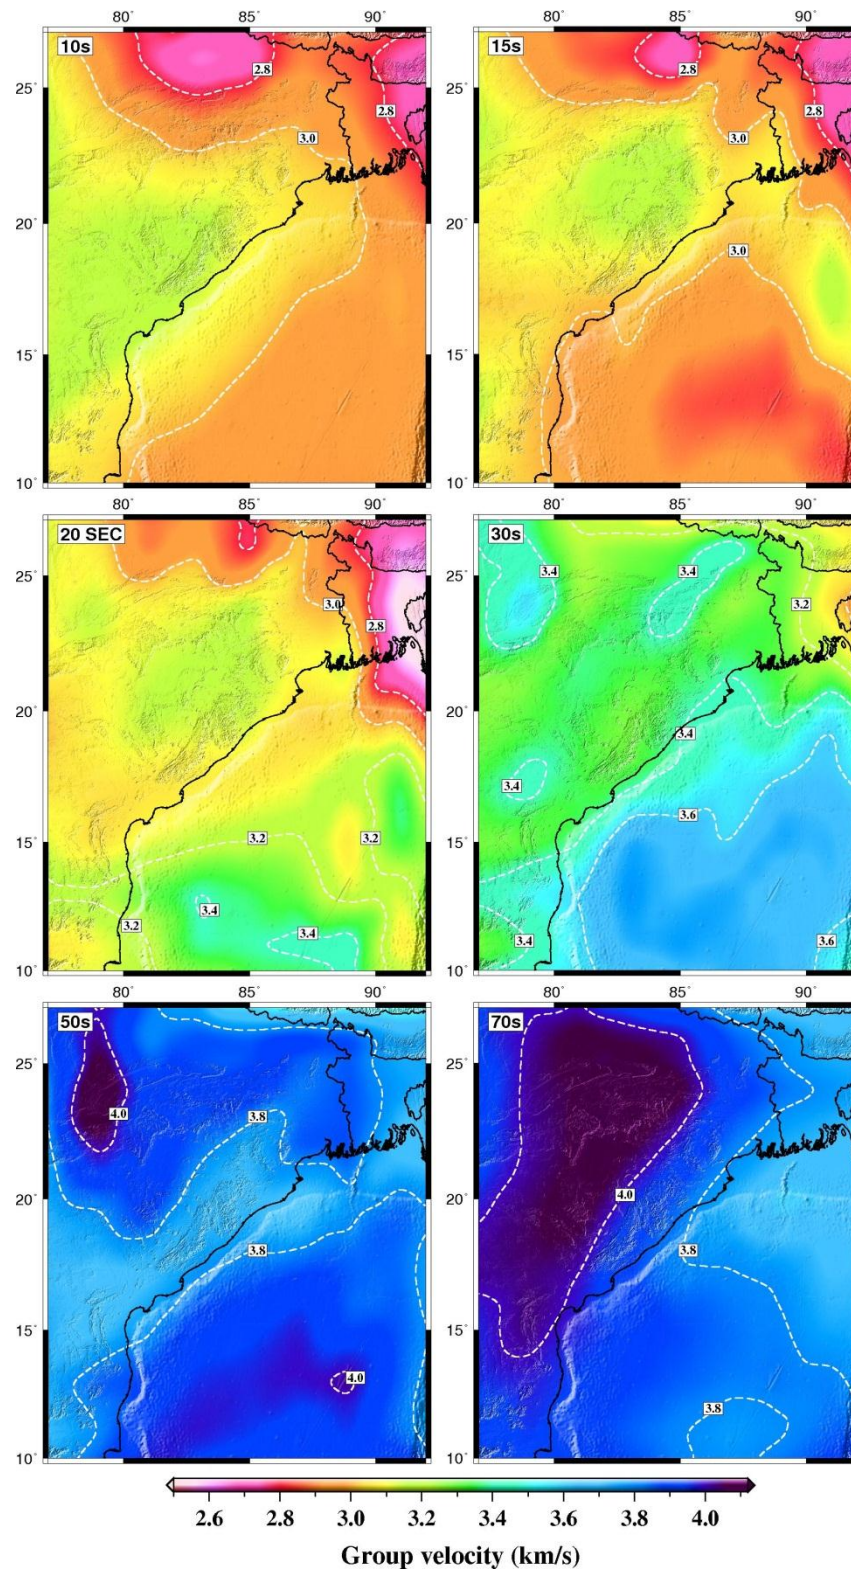 80 85 90 80 85 90
10s 15s
2.8 2.8
25° 25°
2.8 2.8
3.0 3.0
20° 20°
3.0
15° 15°
10° 10°
80 85 90 80 85 90
20 SEC 30s
25° 3.4 3.4 25°
3.0 3.2
2.8
20° 20°
3.4
3.4
15° 3.2 3.2 3.6 15°
3.4
3.2
3.4 3.4 3.6
10° 10°
80 85 90 80 85 90
50s 70s
25° 25°
4.0 3.8
20° 4.0 20°
3.8 3.8
15° 15°
4.0
3.8
10° 10°
2.6 2.8 3.0 3.2 3.4 3.6 3.8 4.0
Group velocity (km/s)